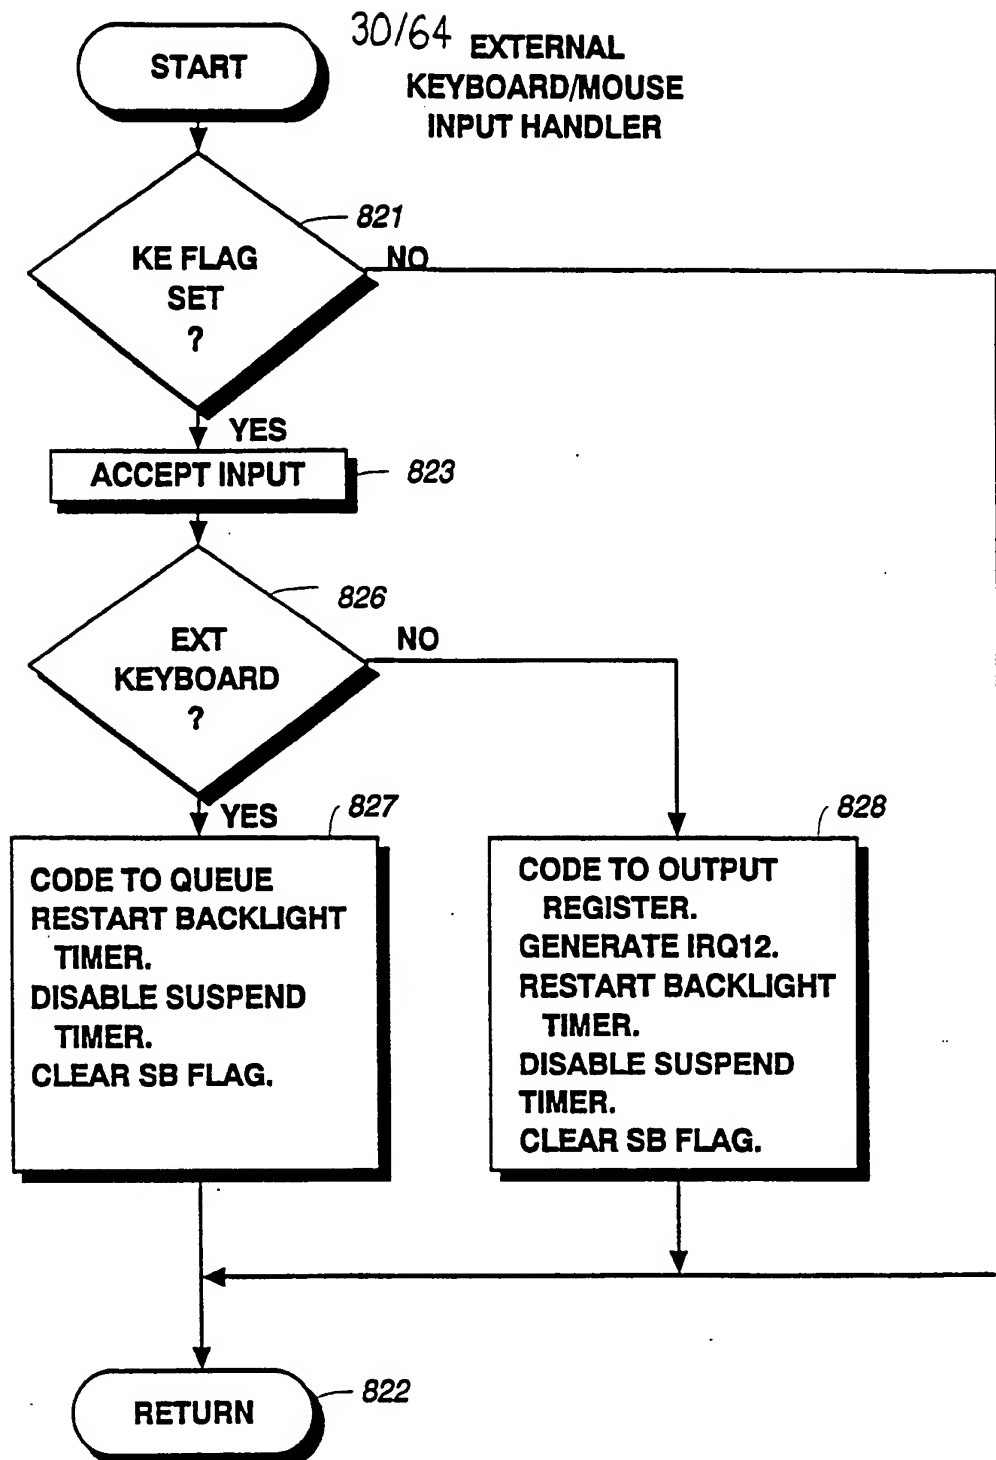 30/64
EXTERNAL
KEYBOARD/MOUSE
INPUT HANDLER
START
821
KE FLAG
SET
?
NO
YES
ACCEPT INPUT
823
826
EXT
KEYBOARD
?
NO
YES
827
CODE TO QUEUE
RESTART BACKLIGHT
TIMER.
DISABLE SUSPEND
TIMER.
CLEAR SB FLAG.
828
CODE TO OUTPUT
REGISTER.
GENERATE IRQ12.
RESTART BACKLIGHT
TIMER.
DISABLE SUSPEND
TIMER.
CLEAR SB FLAG.
RETURN
822